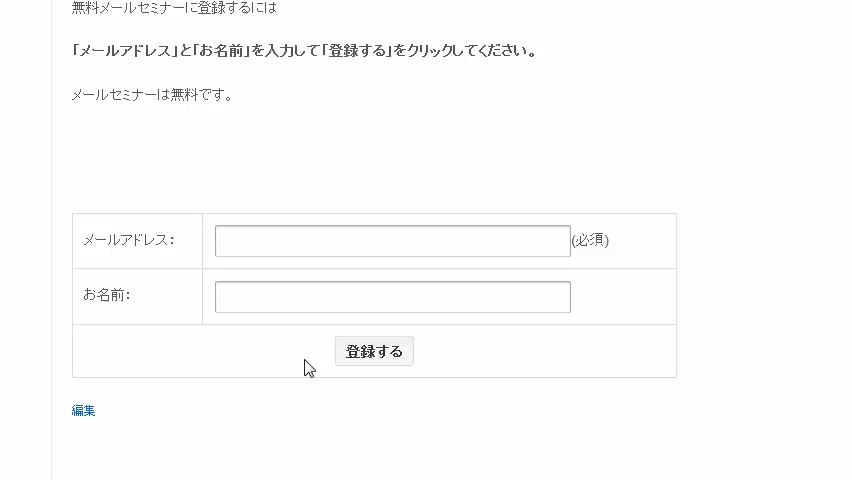 無料メールセミナーに登録するには
「メールアドレス」と「お名前」を入力して「登録する」をクリックしてください。
メールセミナーは無料です。
メールアドレス:
(必須)
お名前:
登録する
編集